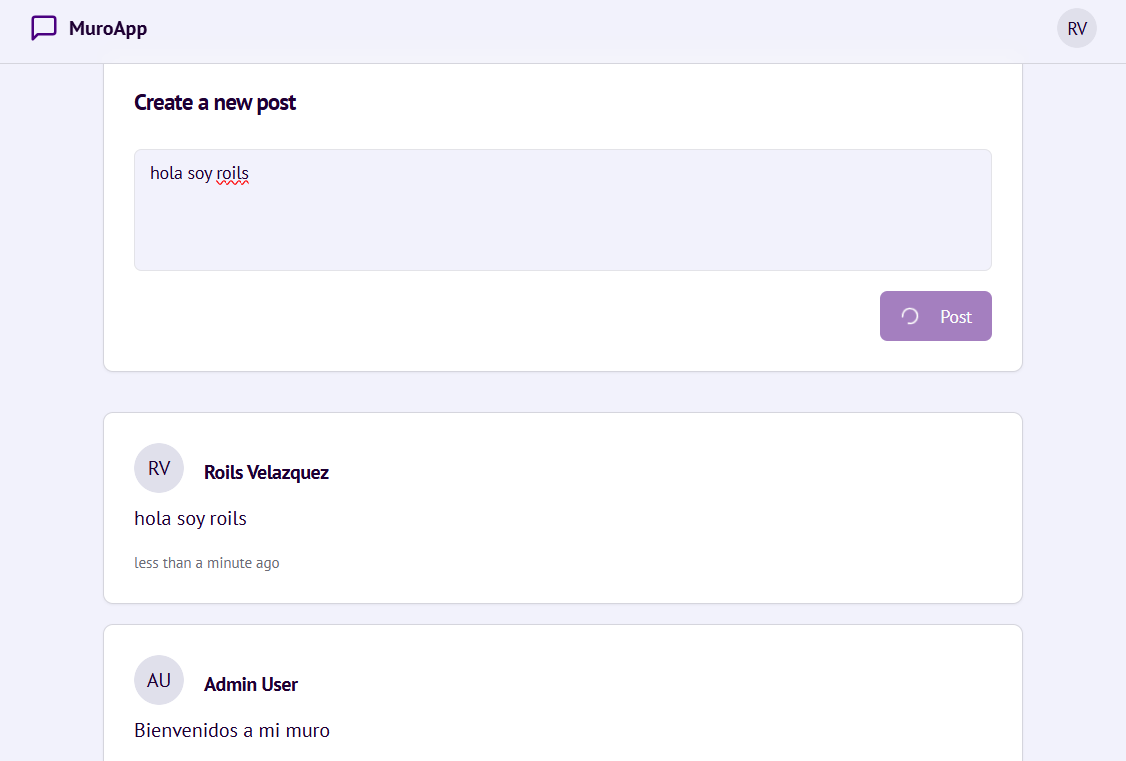 MuroApp
RV
Create a new post
hola soy roils
Post
RV
Roils Velazquez
hola soy roils
less than a minute ago
AU
Admin User
Bienvenidos a mi muro